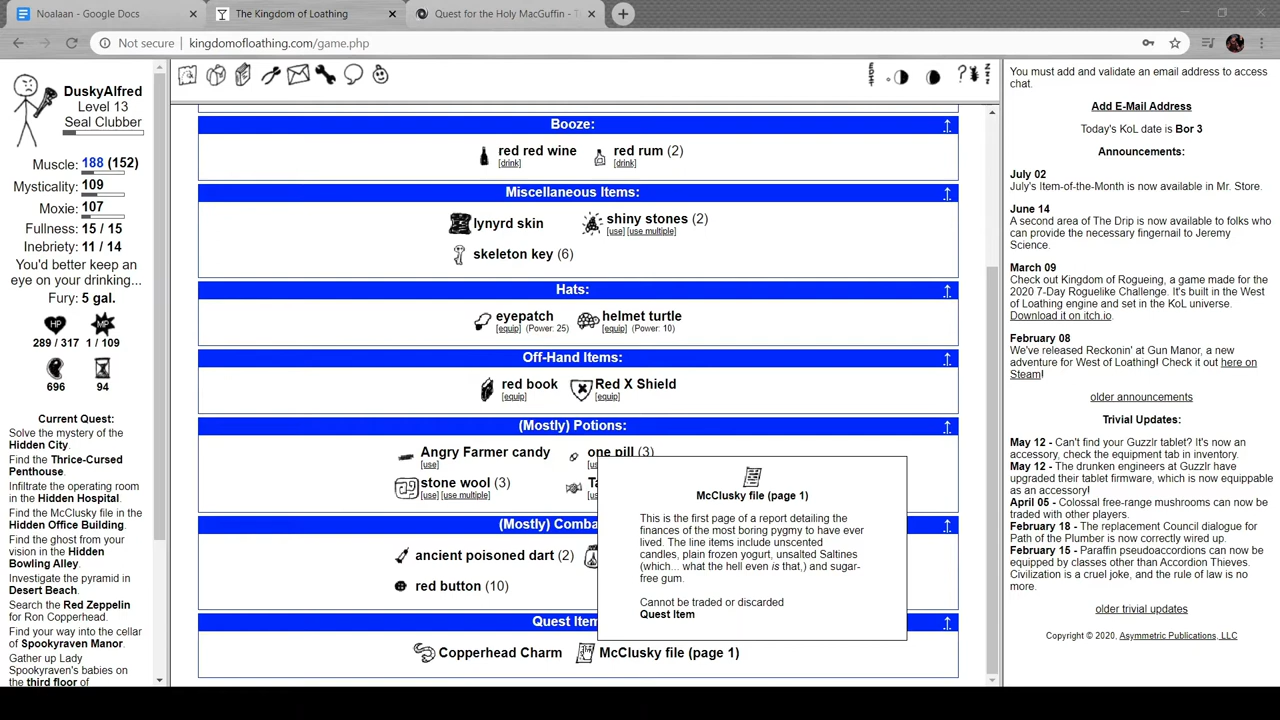 Noalaan - Google Docs
The Kingdom of Loathing
Quest for the Holy MacGuffin - T
Not secure | kingdomofloathing.com/game.php
DuskyAlfred
Level 13
Seal Clubber
Muscle: 188 (152)
Mysticality: 109
Moxie: 107
Fullness: 15 / 15
Inebriety: 11 / 14
You'd better keep an
eye on your drinking...
Fury: 5 gal.
HP MP
289 / 317 1 / 109
696 94
Current Quest:
Solve the mystery of the
Hidden City.
Find the Thrice-Cursed
Penthouse.
Infiltrate the operating room
in the Hidden Hospital.
Find the McClusky file in the
Hidden Office Building.
Find the ghost from your
vision in the Hidden
Bowling Alley.
Investigate the pyramid in
Desert Beach.
Search the Red Zeppelin
for Ron Copperhead.
Find your way into the cellar
of Spookyraven Manor.
Gather up Lady
Spookyraven's babies on
the third floor of
Booze:
red red wine red rum (2)
[drink] [drink]
Miscellaneous Items:
lynyrd skin shiny stones (2)
[use] [use multiple]
skeleton key (6)
Hats:
eyepatch helmet turtle
[equip] (Power: 25) [equip] (Power: 10)
Off-Hand Items:
red book Red X Shield
[equip] [equip]
(Mostly) Potions:
Angry Farmer candy one pill (3)
[use]
stone wool (3)
[use] [use multiple]
(Mostly) Comba
ancient poisoned dart (2)
red button (10)
Quest Item
Copperhead Charm McClusky file (page 1)
McClusky file (page 1)
This is the first page of a report detailing the
finances of the most boring pygmy to have ever
lived. The line items include unscented
candles, plain frozen yogurt, unsalted Saltines
(which... what the hell even is that,) and sugar-
free gum.
Cannot be traded or discarded
Quest Item
You must add and validate an email address to access
chat.
Add E-Mail Address
Today's KoL date is Bor 3
Announcements:
July 02
July's Item-of-the-Month is now available in Mr. Store.
June 14
A second area of The Drip is now available to folks who
can provide the necessary fingernail to Jeremy
Science.
March 09
Check out Kingdom of Rogueing, a game made for the
2020 7-Day Roguelike Challenge. It's built in the West
of Loathing engine and set in the KoL universe.
Download it on itch.io.
February 08
We've released Reckonin' at Gun Manor, a new
adventure for West of Loathing! Check it out here on
Steam!
older announcements
Trivial Updates:
May 12 - Can't find your Guzzlr tablet? It's now an
accessory, check the equipment tab in inventory.
May 12 - The drunken engineers at Guzzlr have
upgraded their tablet firmware, which is now equippable
as an accessory!
April 05 - Colossal free-range mushrooms can now be
traded with other players.
February 18 - The replacement Council dialogue for
Path of the Plumber is now correctly wired up.
February 15 - Paraffin pseudoaccordions can now be
equipped by classes other than Accordion Thieves.
Civilization is a cruel joke, and the rule of law is no
more.
older trivial updates
Copyright © 2020, Asymmetric Publications, LLC